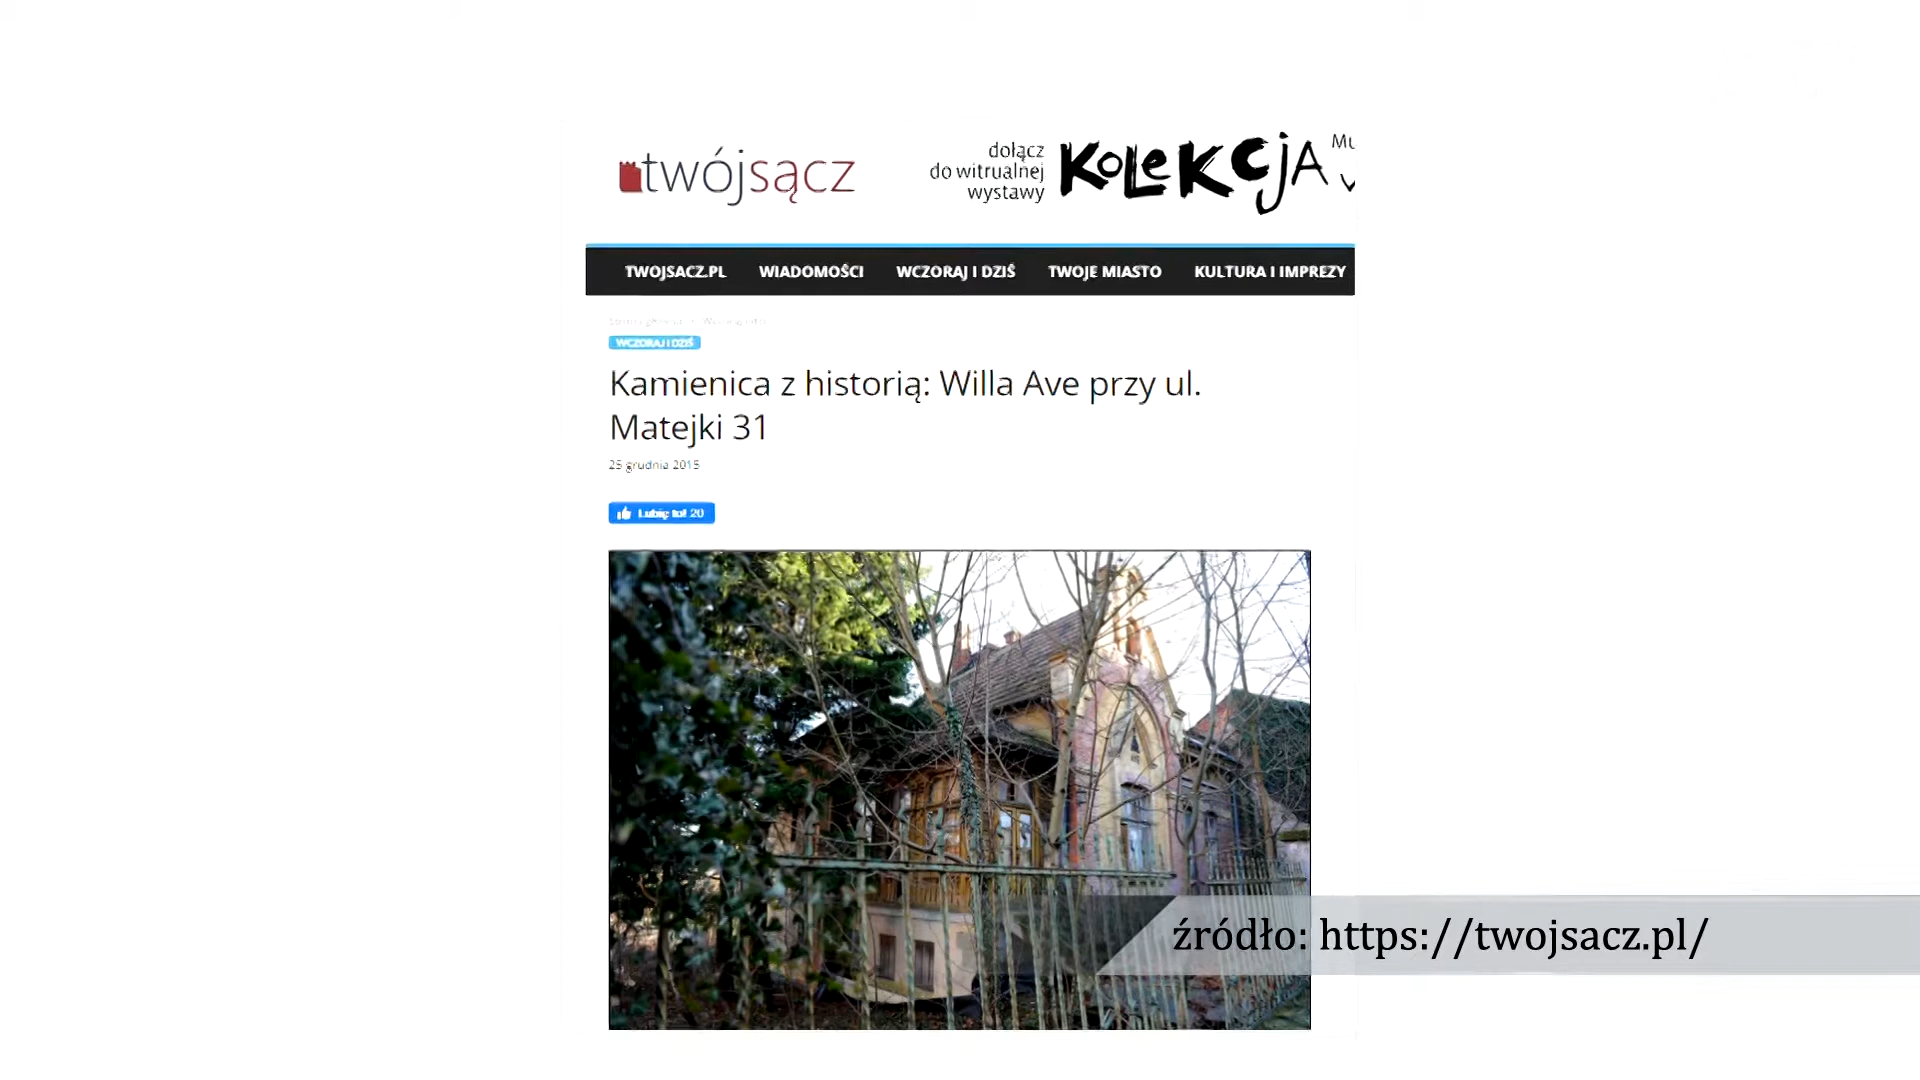 twójsącz
dołącz
do witrualnej
wystawy
KOLEKCJA
TWOJSACZ.PL WIADOMOŚCI WCZORAJ I DZIŚ TWOJE MIASTO KULTURA I IMPREZY
WCZORAJ I DZIŚ
Kamienica z historią: Willa Ave przy ul.
Matejki 31
25 grudnia 2015
Lubię to! 20
źródło: https://twojsacz.pl/